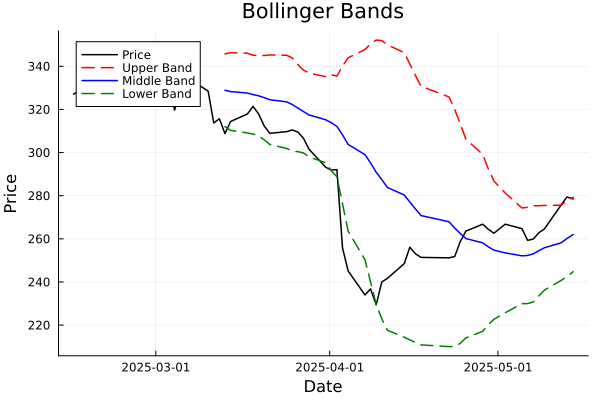 Bollinger Bands
Price
Upper Band
Middle Band
Lower Band
340
320
300
280
260
240
220
Price
2025-03-01
2025-04-01
2025-05-01
Date